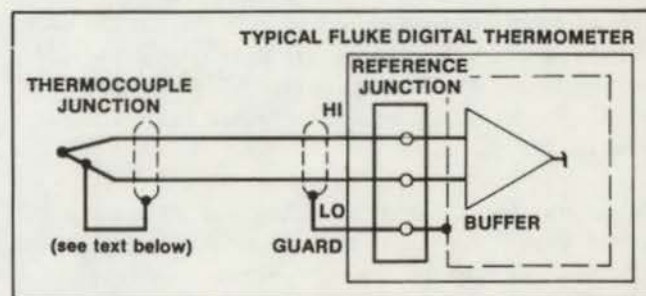 TYPICAL FLUKE DIGITAL THERMOMETER
REFERENCE
JUNCTION
THERMOCOUPLE
JUNCTION
HI
LO
BUFFER
(see text below)
GUARD